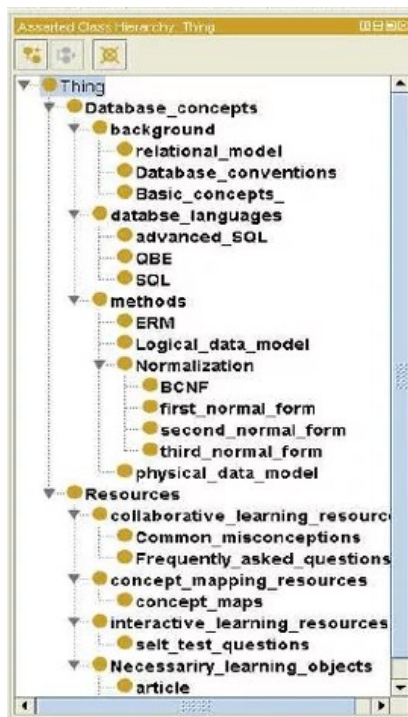 Asserted Class Hierarchy: Thing
Thing
Database_concepts
background
relational_model
Database_conventions
Basic_concepts_
databse_languages
advanced_SQL
QBE
SQL
methods
ERM
Logical_data_model
Normalization
BCNF
first_normal_form
second_normal_form
third_normal_form
physical_data_model
Resources
collaborative_learning_resourc
Common_misconceptions
Frequently_asked_questions
concept_mapping_resources
concept_maps
interactive_learning_resources
selt_test_questions
Necessariry_learning_objects
article